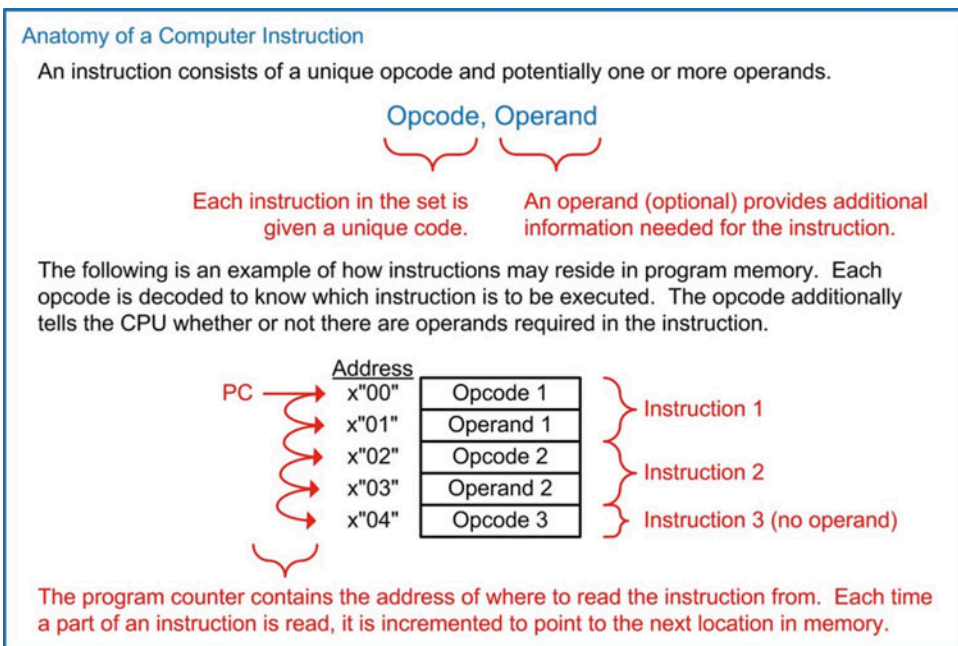 Anatomy of a Computer Instruction
An instruction consists of a unique opcode and potentially one or more operands.
Opcode, Operand
Each instruction in the set is
given a unique code.
An operand (optional) provides additional
information needed for the instruction.
The following is an example of how instructions may reside in program memory.  Each
opcode is decoded to know which instruction is to be executed.  The opcode additionally
tells the CPU whether or not there are operands required in the instruction.
Address
PC x"00" Opcode 1
x"01" Operand 1
Instruction 1
x"02" Opcode 2
x"03" Operand 2
Instruction 2
x"04" Opcode 3 Instruction 3 (no operand)
The program counter contains the address of where to read the instruction from.  Each time
a part of an instruction is read, it is incremented to point to the next location in memory.